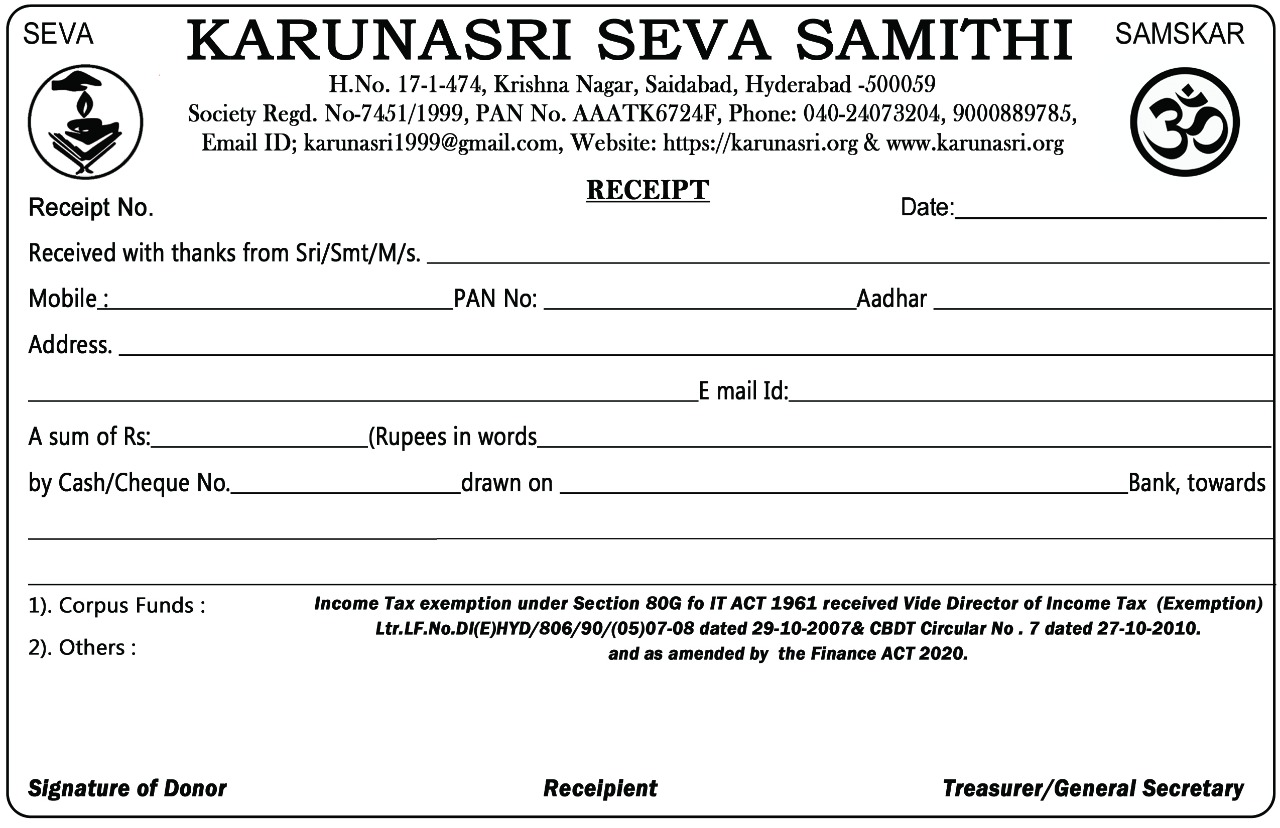 SEVA
KARUNASRI SEVA SAMITHI
SAMSKAR
H.No. 17-1-474, Krishna Nagar, Saidabad, Hyderabad -500059
Society Regd. No-7451/1999, PAN No. AAATK6724F, Phone: 040-24073204, 9000889785,
Email ID; karunasri1999@gmail.com, Website: https://karunasri.org & www.karunasri.org
ॐ
RECEIPT
Receipt No. Date:
Received with thanks from Sri/Smt/M/s.
Mobile : PAN No: Aadhar
Address.
E mail Id:
A sum of Rs: (Rupees in words
by Cash/Cheque No. drawn on Bank, towards
1). Corpus Funds :
2). Others :
Income Tax exemption under Section 80G fo IT ACT 1961 received Vide Director of Income Tax (Exemption)
Ltr.LF.No.DI(E)HYD/806/90/(05)07-08 dated 29-10-2007& CBDT Circular No . 7 dated 27-10-2010.
and as amended by the Finance ACT 2020.
Signature of Donor Receipient Treasurer/General Secretary